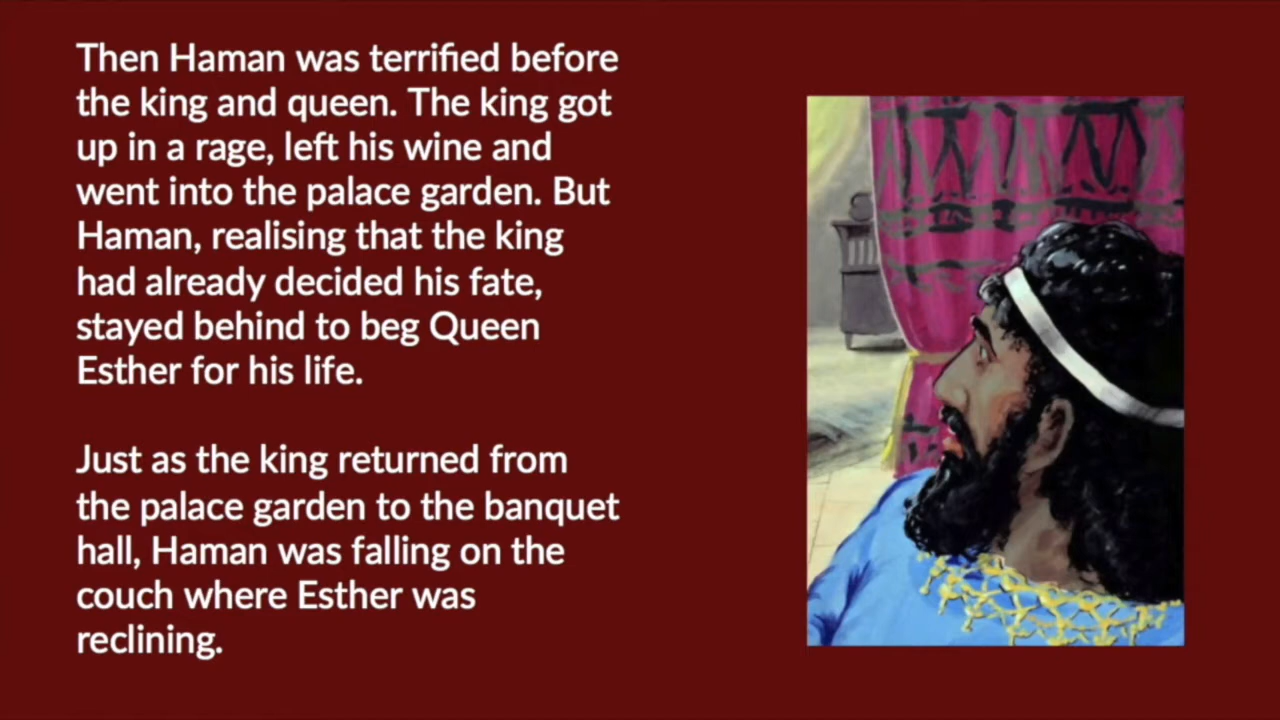 Then Haman was terrified before
the king and queen. The king got
up in a rage, left his wine and
went into the palace garden. But
Haman, realising that the king
had already decided his fate,
stayed behind to beg Queen
Esther for his life.
Just as the king returned from
the palace garden to the banquet
hall, Haman was falling on the
couch where Esther was
reclining.